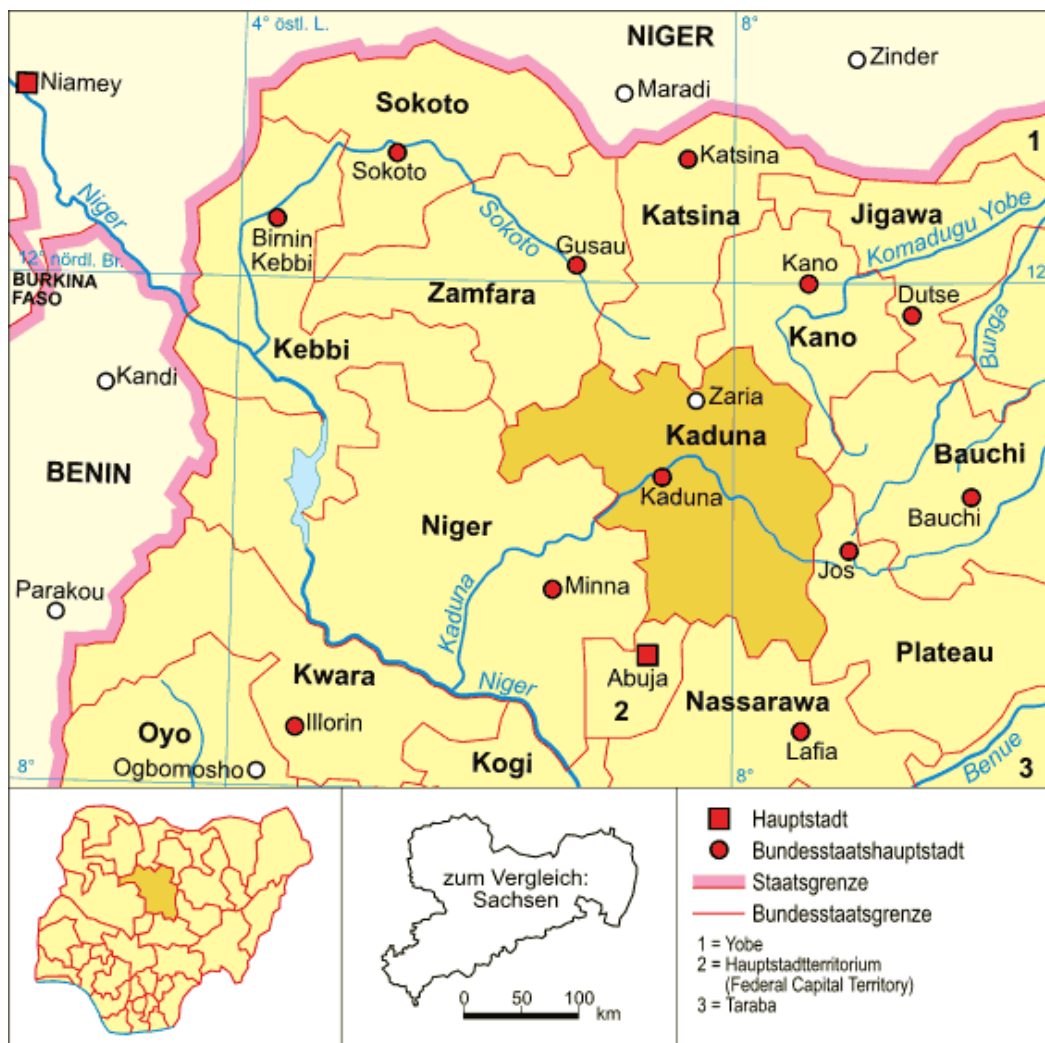 4° östl. L.
8°
NIGER
Zinder
Niamey
Maradi
Sokoto
1
Katsina
Sokoto
Niger
Katsina
Jigawa
Birnin
Kebbi
Sokoto
Gusau
Komadugu Yobe
12° nördl. Br.
Kano
12
BURKINA
FASO
Zamfara
Dutse
Kebbi
Kano
Bunga
Kandi
Zaria
Kaduna
Bauchi
BENIN
Kaduna
Niger
Bauchi
Jos
Minna
Parakou
Kaduna
Plateau
Kwara
Niger
Abuja
2
Nassarawa
Illorin
Oyo
Lafia
Kogi
Benue
8°
Ogbomosho
8°
3
zum Vergleich:
Sachsen
0 50 100
km
Hauptstadt
Bundesstaatshauptstadt
Staatsgrenze
Bundesstaatsgrenze
1 = Yobe
2 = Hauptstadtterritorium
(Federal Capital Territory)
3 = Taraba